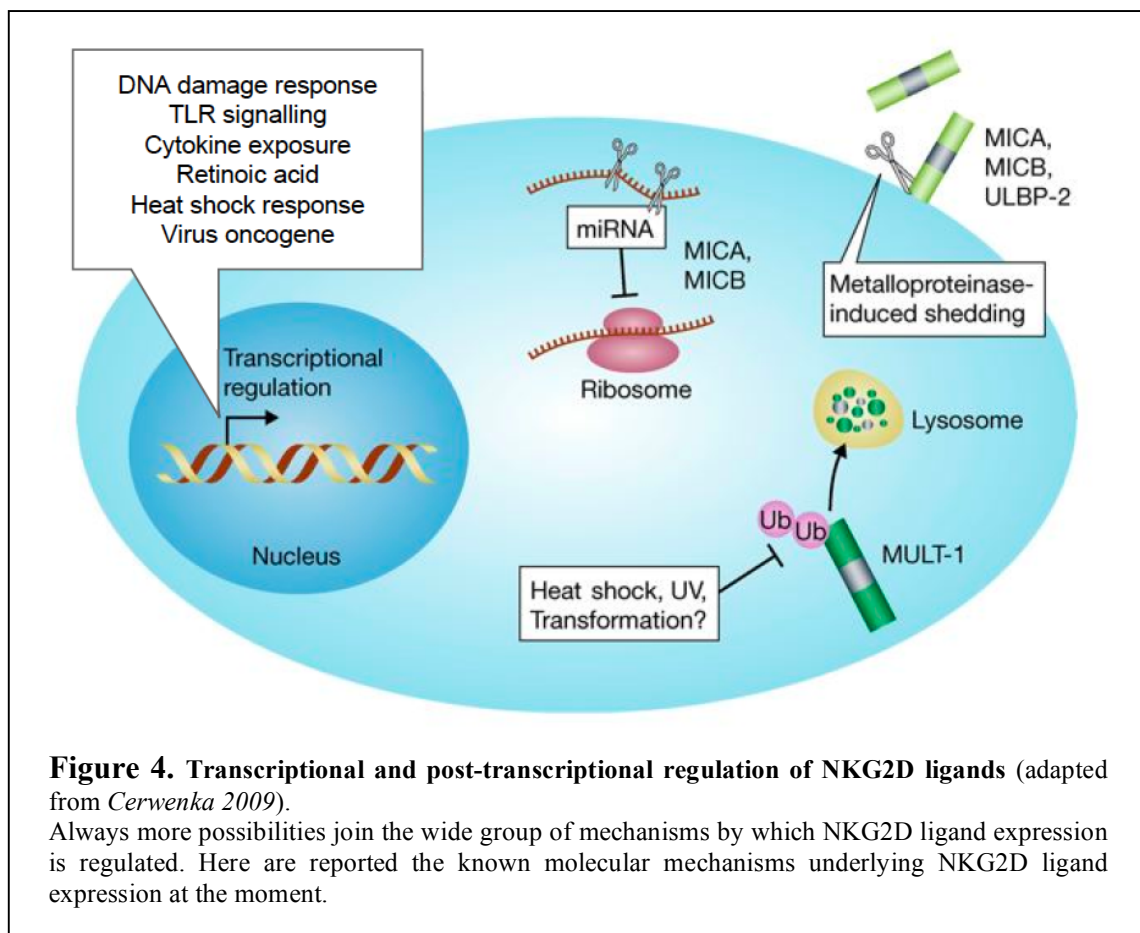 DNA damage response
TLR signalling
Cytokine exposure
Retinoic acid
Heat shock response
Virus oncogene
Transcriptional
regulation
Nucleus
miRNA
MICA,
MICB
Ribosome
MICA,
MICB,
ULBP-2
Metalloproteinase-
induced shedding
Lysosome
Ub
Ub
MULT-1
Heat shock, UV,
Transformation?
Figure 4. Transcriptional and post-transcriptional regulation of NKG2D ligands (adapted
from Cerwenka 2009).
Always more possibilities join the wide group of mechanisms by which NKG2D ligand expression
is regulated. Here are reported the known molecular mechanisms underlying NKG2D ligand
expression at the moment.